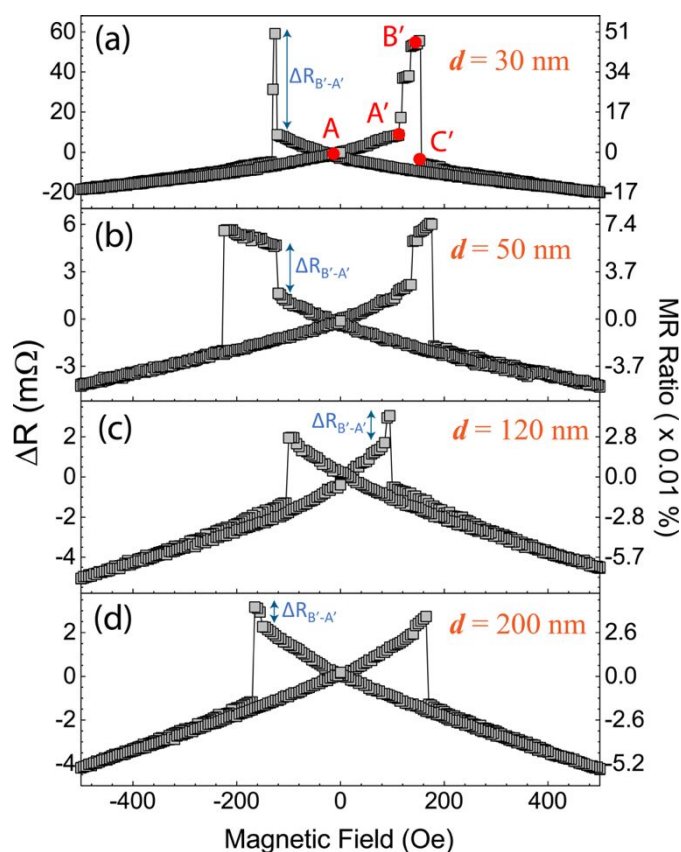 (a)
d = 30 nm
ΔR_B'-A'
A
A'
B'
C'
60
40
20
0
-20
51
34
17
0
-17
(b)
d = 50 nm
ΔR_B'-A'
6
3
0
-3
7.4
3.7
0.0
-3.7
(c)
d = 120 nm
ΔR_B'-A'
2
0
-2
-4
2.8
0.0
-2.8
-5.7
(d)
d = 200 nm
ΔR_B'-A'
2
0
-2
-4
2.6
0.0
-2.6
-5.2
-400
-200
0
200
400
ΔR (mΩ)
MR Ratio ( x 0.01 %)
Magnetic Field (Oe)